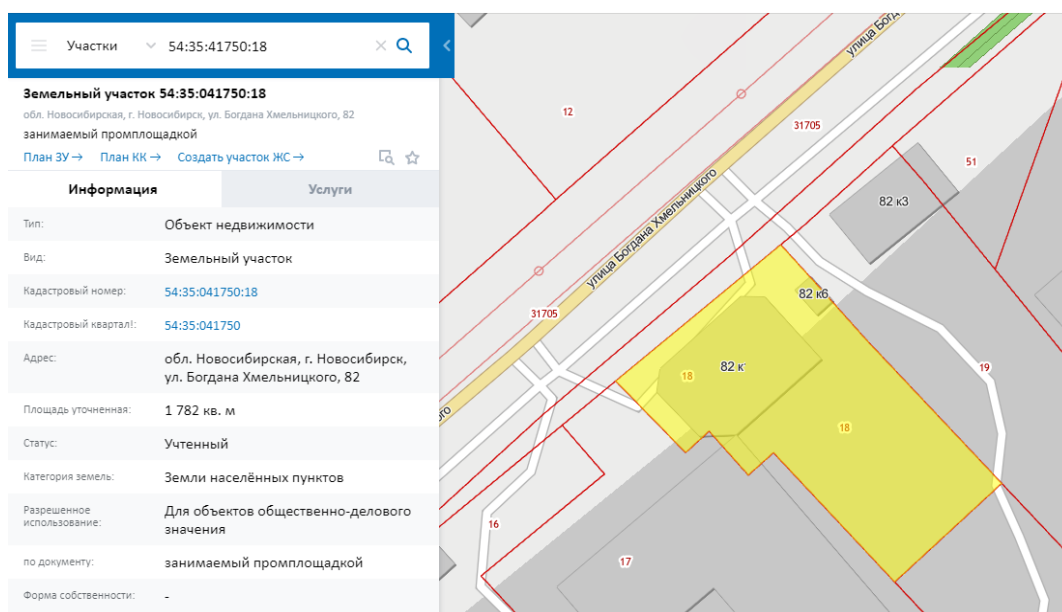 Участки 54:35:41750:18
Земельный участок 54:35:041750:18
обл. Новосибирская, г. Новосибирск, ул. Богдана Хмельницкого, 82
занимаемый промплощадкой
План ЗУ → План КК → Создать участок ЖС →
Информация Услуги
Тип: Объект недвижимости
Вид: Земельный участок
Кадастровый номер: 54:35:041750:18
Кадастровый квартал!: 54:35:041750
Адрес: обл. Новосибирская, г. Новосибирск,
ул. Богдана Хмельницкого, 82
Площадь уточненная: 1 782 кв. м
Статус: Учтенный
Категория земель: Земли населённых пунктов
Разрешенное
использование:
Для объектов общественно-делового
значения
по документу: занимаемый промплощадкой
Форма собственности: -
улица Богдана Хмел
12
31705
51
82 к3
улица Богдана Хмельницкого
82 к6
31705
82 к
18
19
18
ого
16
17